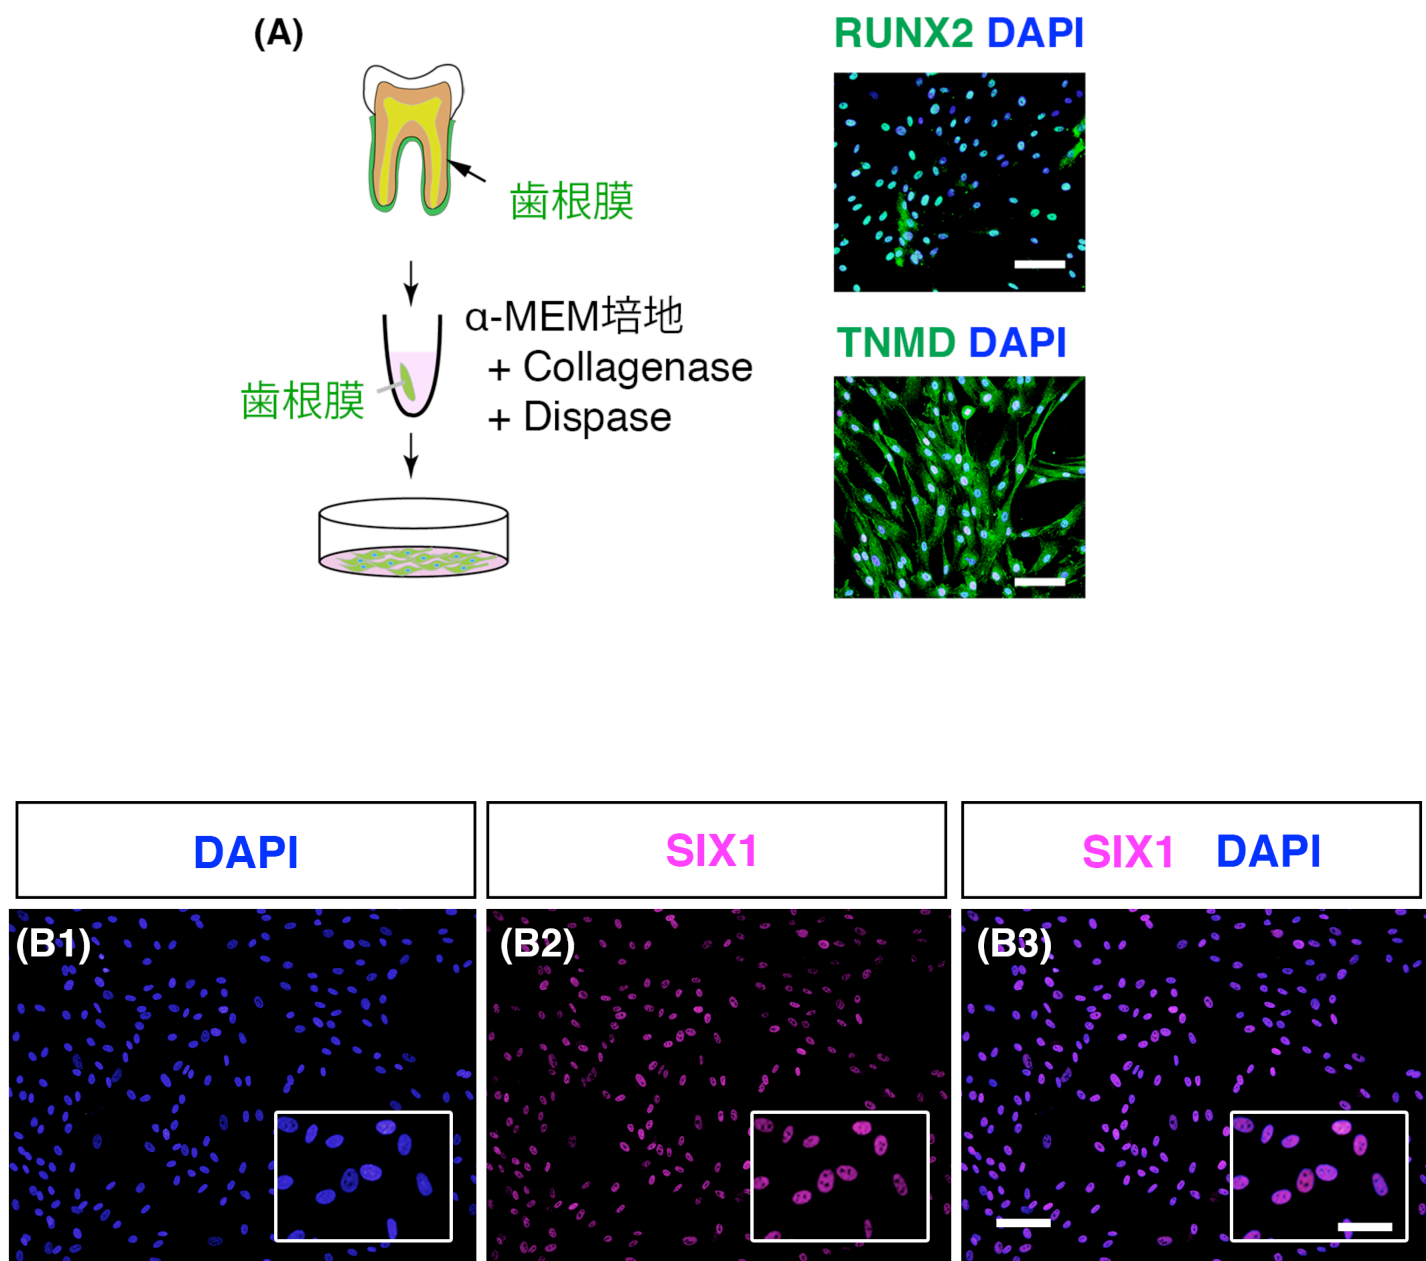 (A)
歯根膜
α-MEM培地
+ Collagenase
+ Dispase
歯根膜
RUNX2 DAPI
TNMD DAPI
DAPI
SIX1
SIX1 DAPI
(B1)
(B2)
(B3)